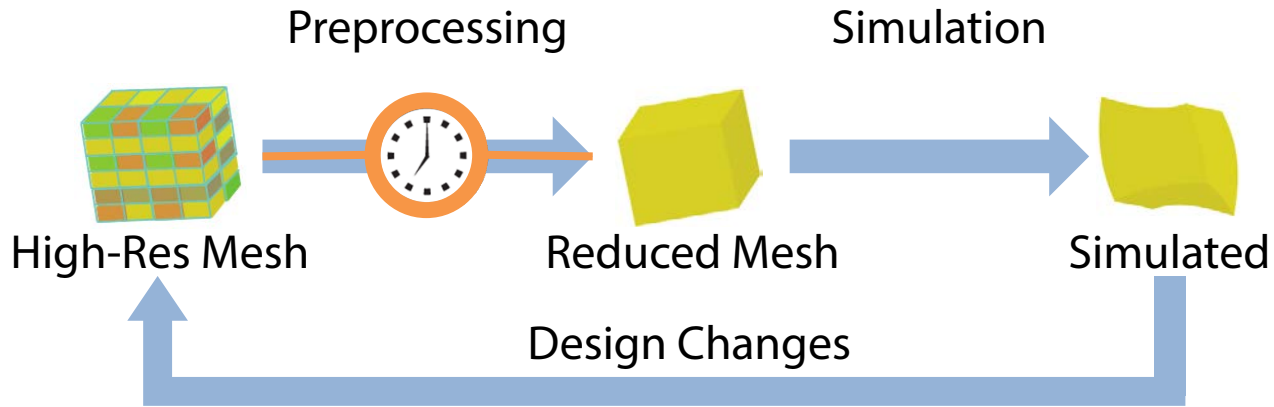 Preprocessing
Simulation
High-Res Mesh
Reduced Mesh
Simulated
Design Changes